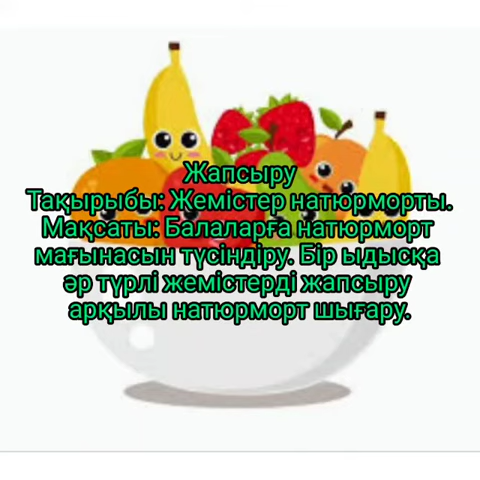 Жапсыру
Тақырыбы: Жемістер натюрморты.
Мақсаты: Балаларға натюрморт
мағынасын түсіндіру. Бір ыдысқа
әр түрлі жемістерді жапсыру
арқылы натюрморт шығару.